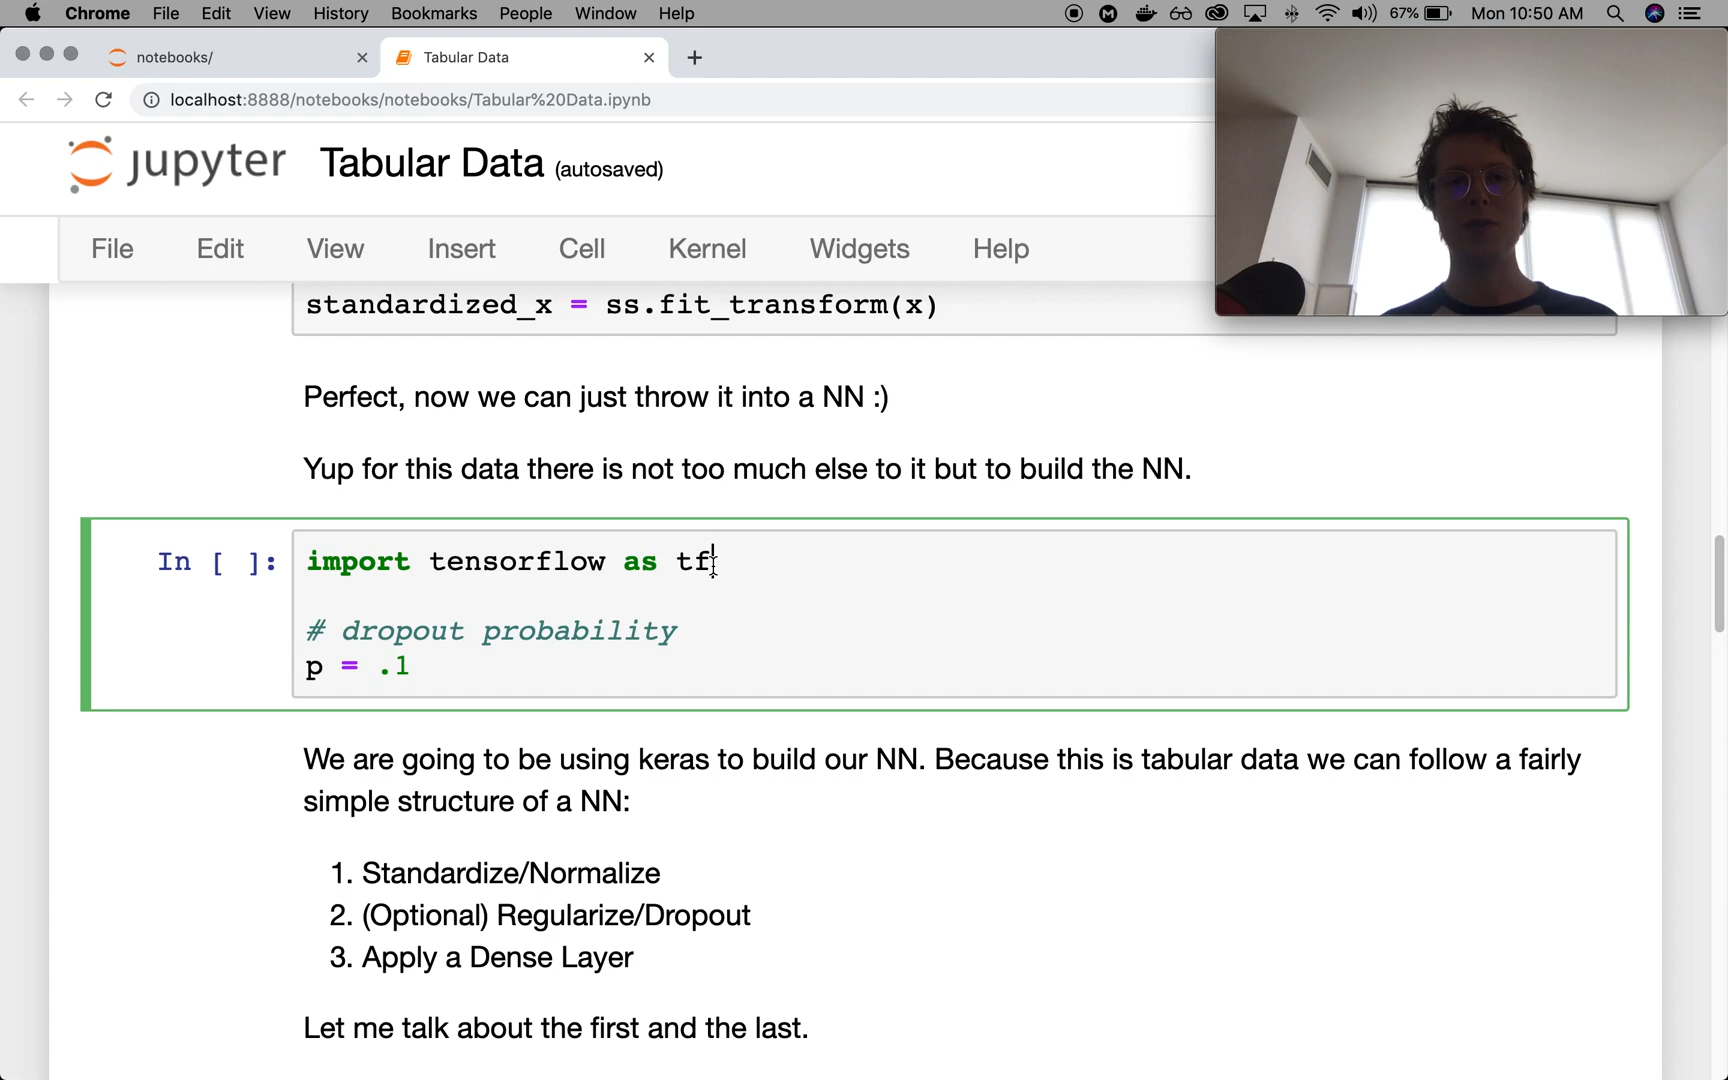 Chrome File Edit View History Bookmarks People Window Help 67% Mon 10:50 AM
notebooks/ Tabular Data
localhost:8888/notebooks/notebooks/Tabular%20Data.ipynb
jupyter Tabular Data (autosaved)
File Edit View Insert Cell Kernel Widgets Help
standardized_x = ss.fit_transform(x)
Perfect, now we can just throw it into a NN :)
Yup for this data there is not too much else to it but to build the NN.
In [ ]: import tensorflow as tf
# dropout probability
p = .1
We are going to be using keras to build our NN. Because this is tabular data we can follow a fairly
simple structure of a NN:
1. Standardize/Normalize
2. (Optional) Regularize/Dropout
3. Apply a Dense Layer
Let me talk about the first and the last.